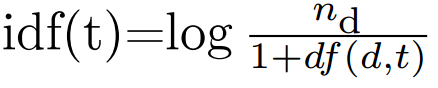 idf(t)=log n_d / 1+df(d,t)